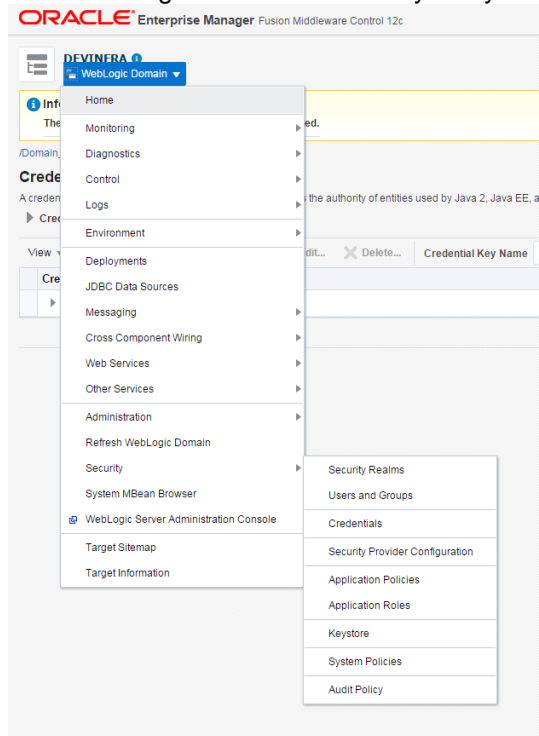 ORACLE Enterprise Manager Fusion Middleware Control 12c
DEVINFRA
WebLogic Domain
Home
Monitoring
Diagnostics
Control
Logs
Environment
Deployments
JDBC Data Sources
Messaging
Cross Component Wiring
Web Services
Other Services
Administration
Refresh WebLogic Domain
Security
System MBean Browser
WebLogic Server Administration Console
Target Sitemap
Target Information
Security Realms
Users and Groups
Credentials
Security Provider Configuration
Application Policies
Application Roles
Keystore
System Policies
Audit Policy
Inf
The ed.
/Domain_
Crede
A creden the authority of entities used by Java 2, Java EE, a
Cred
View dit... Delete... Credential Key Name
Cre